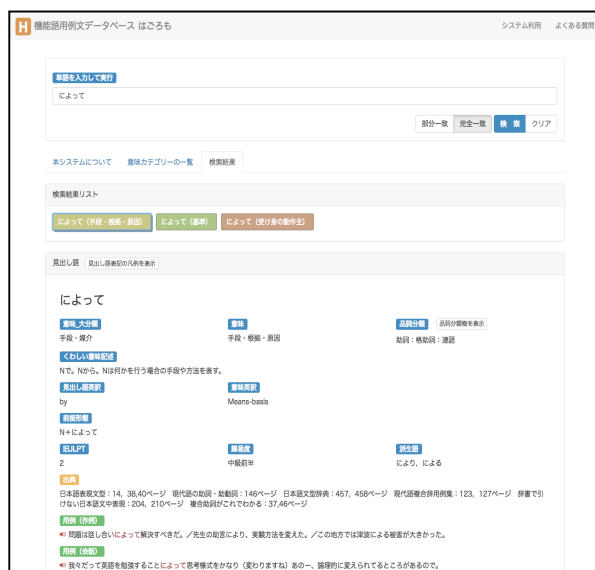 H 機能語用例文データベース はごろも システム利用 よくある質問
単語を入力して実行
によって
部分一致 完全一致 検 索 クリア
本システムについて 意味カテゴリーの一覧 検索結果
検索結果リスト
によって（手段・根拠・原因） によって（基準） によって（受け身の動作主）
見出し語 見出し語表記の凡例を表示
によって
意味_大分類 意味 品詞分類 品詞分類樹を表示
手段・媒介 手段・根拠・原因 助詞：格助詞：連語
くわしい意味記述
Nで。Nから。Nは何かを行う場合の手段や方法を表す。
見出し語英訳 意味英訳
by Means-basis
前接形態
N＋によって
旧JLPT 難易度 派生語
2 中級前半 により、による
出典
日本語表現文型：14，38,40ページ 現代語の助詞・助動詞：146ページ 日本語文型辞典：457，458ページ 現代語複合辞用例集：123，127ページ 辞書で引
けない日本語文中表現：204，210ページ 複合助詞がこれでわかる：37,46ページ
用例（作例）
問題は話し合いによって解決すべきだ。／先生の助言により、実験方法を変えた。／この地方では津波による被害が大きかった。
用例（会話）
我々だって英語を勉強することによって思考様式をかなり（変わりますね）あのー、論理的に変えられてるところがあるので。